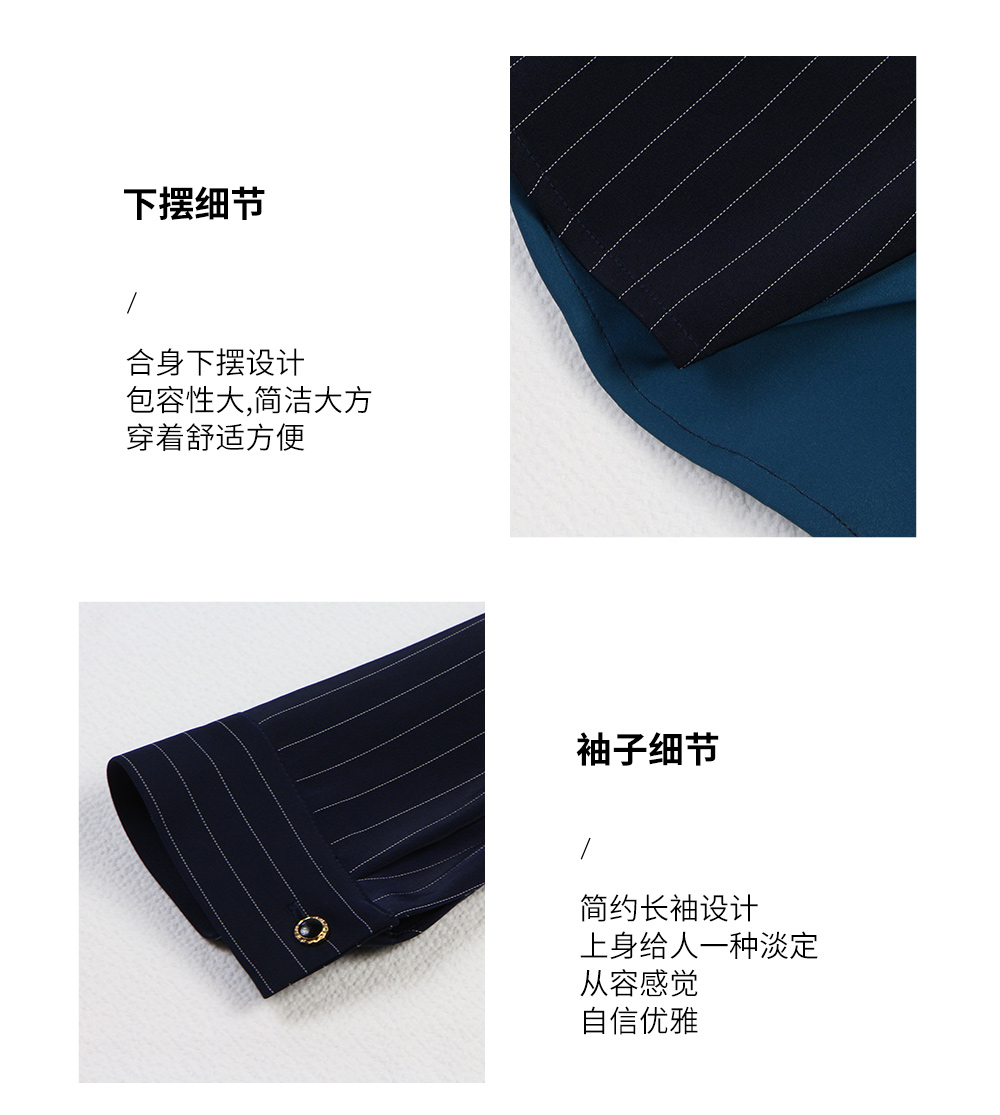 下摆细节
/
合身下摆设计
包容性大,简洁大方
穿着舒适方便
袖子细节
/
简约长袖设计
上身给人一种淡定
从容感觉
自信优雅